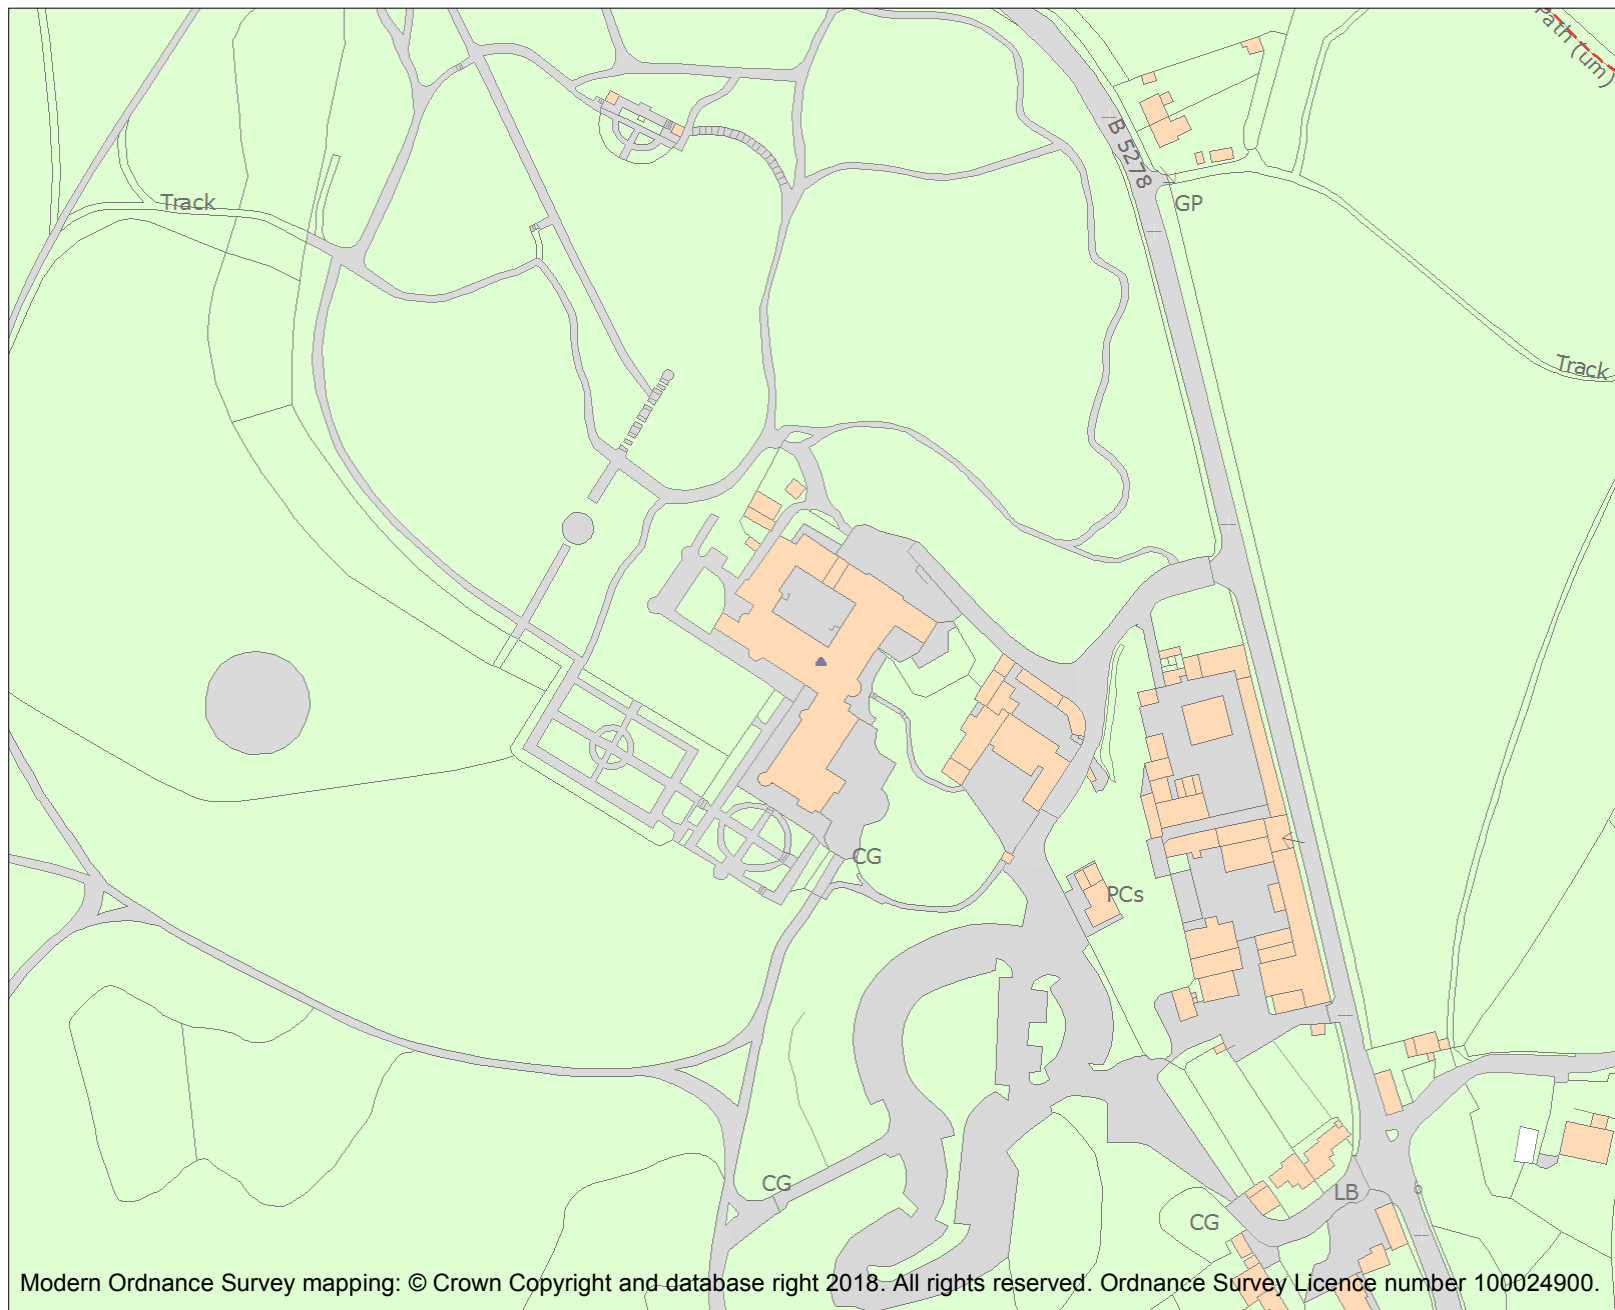 Path (um)
B 5278
Track
GP
Track
CG
PCs
CG
LB
CG
Modern Ordnance Survey mapping: © Crown Copyright and database right 2018. All rights reserved. Ordnance Survey Licence number 100024900.